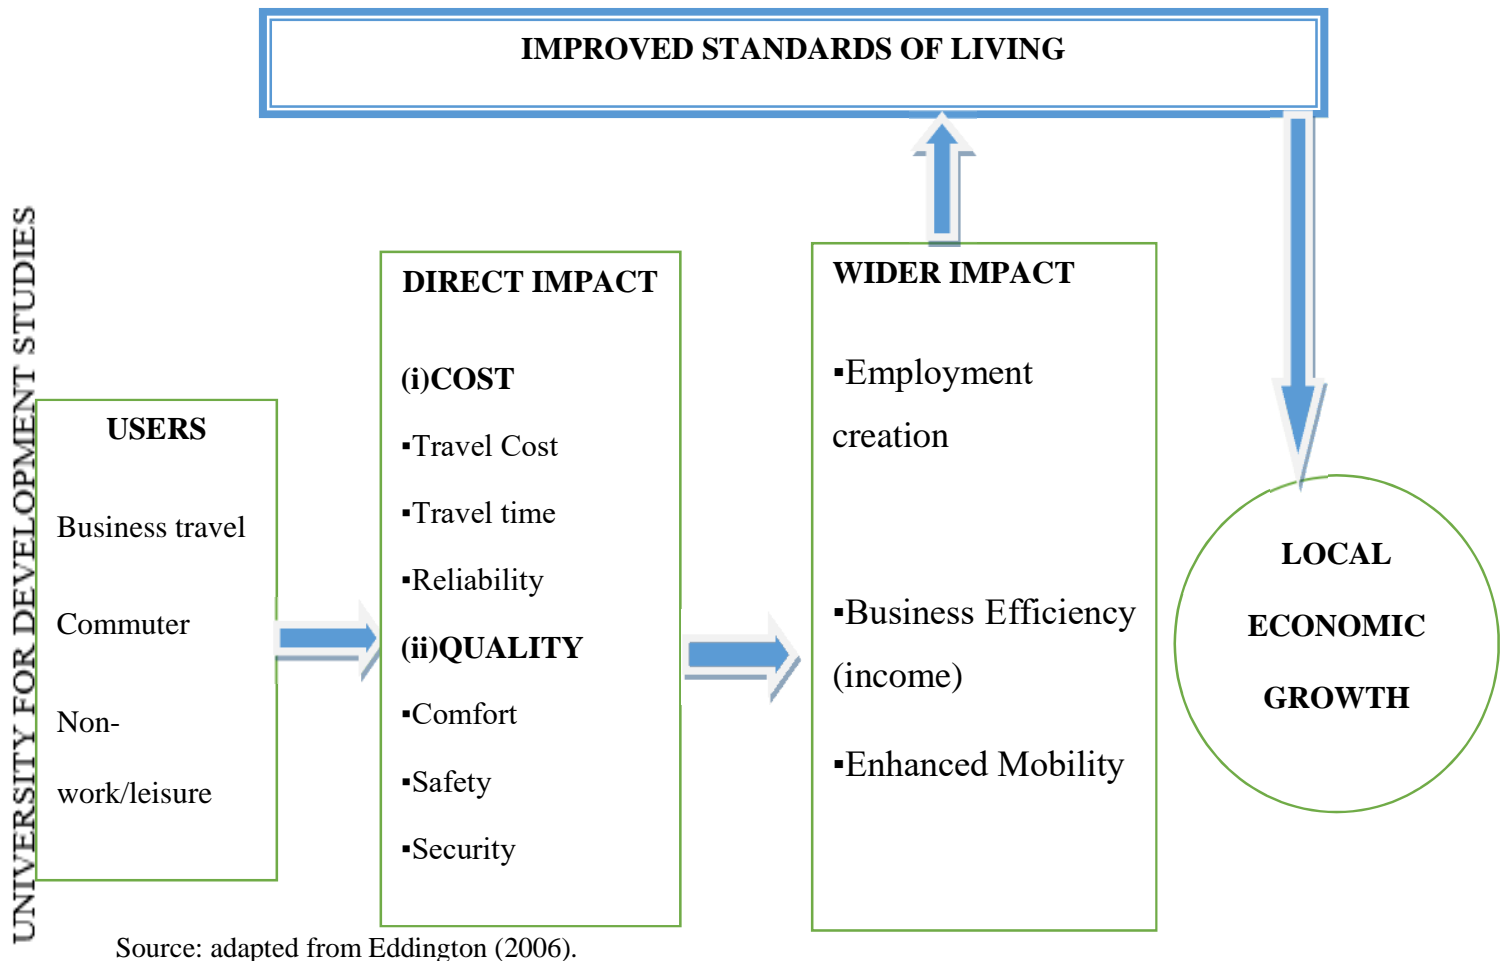 IMPROVED STANDARDS OF LIVING
UNIVERSITY FOR DEVELOPMENT STUDIES
USERS
Business travel
Commuter
Non-
work/leisure
DIRECT IMPACT
(i)COST
▪Travel Cost
▪Travel time
▪Reliability
(ii)QUALITY
▪Comfort
▪Safety
▪Security
WIDER IMPACT
▪Employment
creation
▪Business Efficiency
(income)
▪Enhanced Mobility
LOCAL
ECONOMIC
GROWTH
Source: adapted from Eddington (2006).